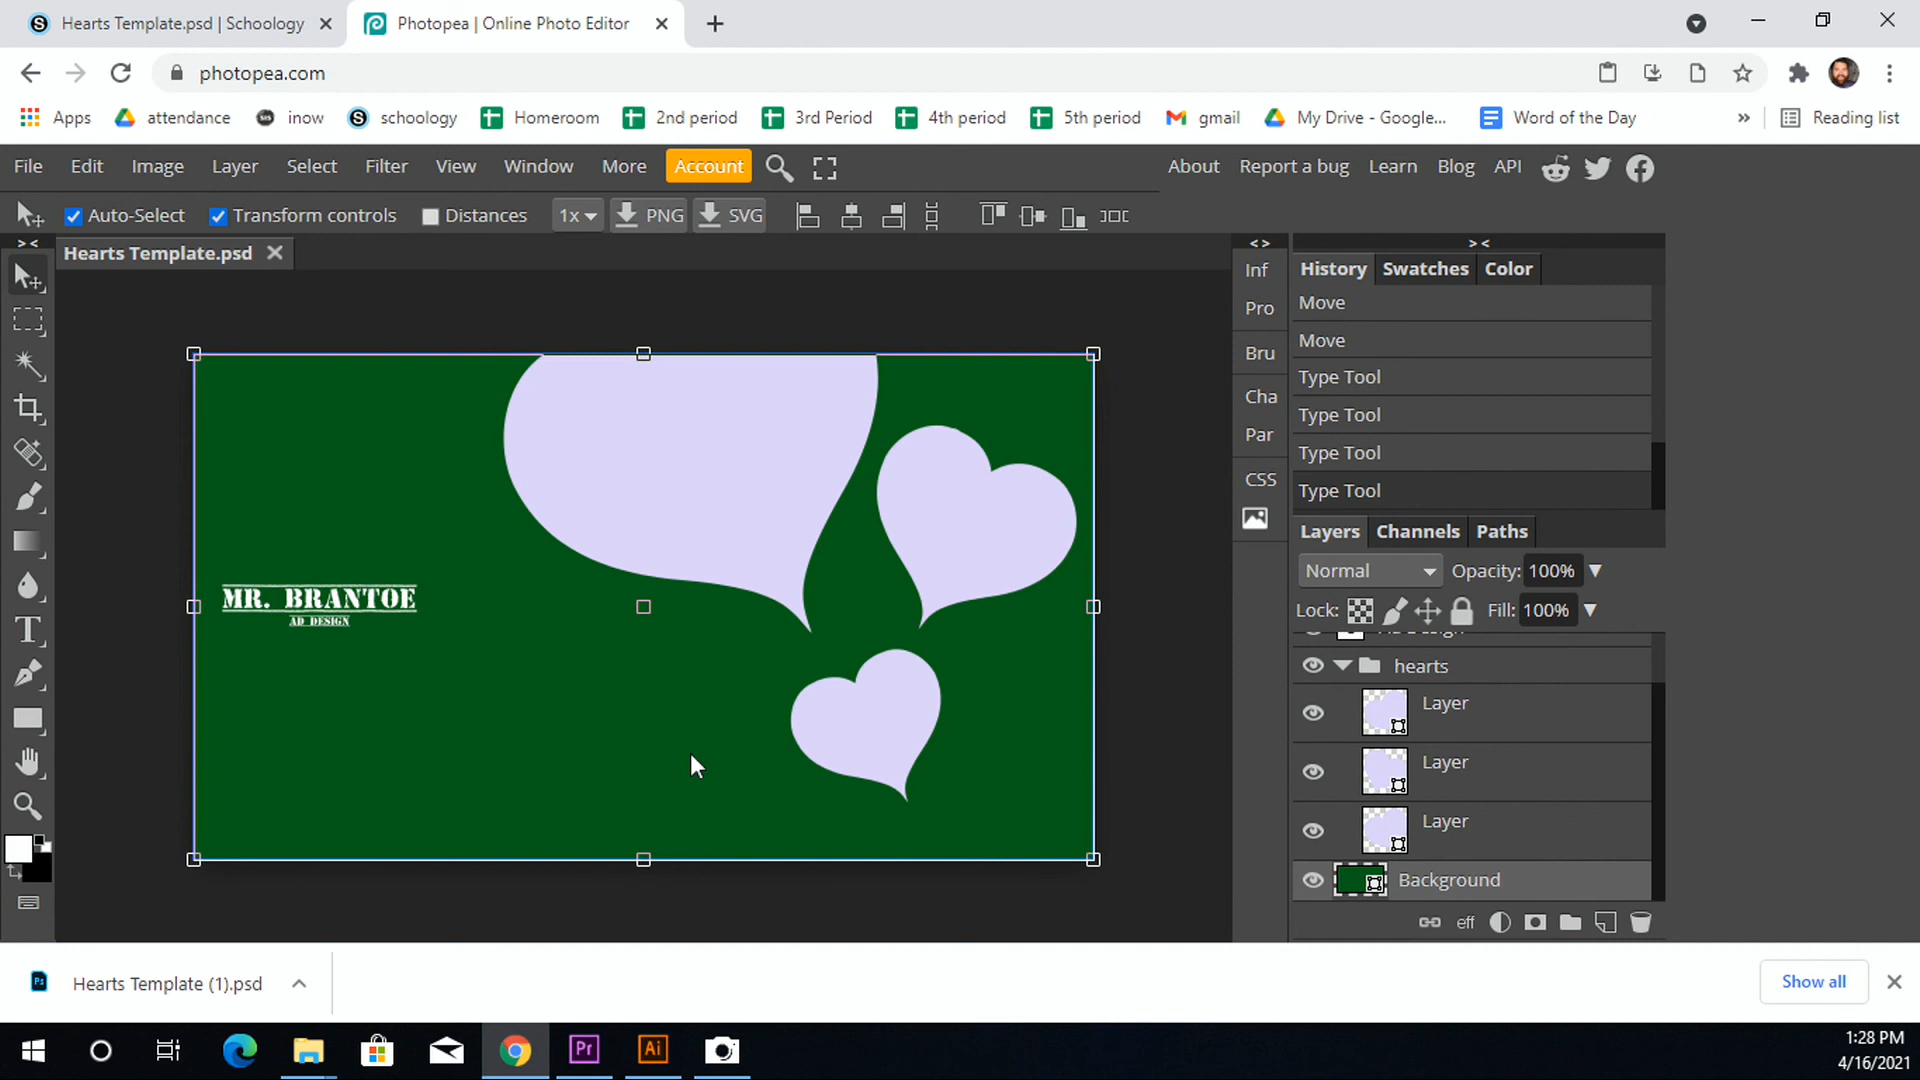 Hearts Template.psd | Schoology
Photopea | Online Photo Editor
photopea.com
Apps attendance inow schoology Homeroom 2nd period 3rd Period 4th period 5th period gmail My Drive - Google... Word of the Day » Reading list
File Edit Image Layer Select Filter View Window More Account About Report a bug Learn Blog API
Auto-Select Transform controls Distances 1x PNG SVG
Hearts Template.psd
Inf
Pro
Bru
Cha
Par
CSS
History Swatches Color
Move
Move
Type Tool
Type Tool
Type Tool
Type Tool
Layers Channels Paths
Normal Opacity: 100%
Lock: Fill: 100%
hearts
Layer
Layer
Layer
Background
eff
MR. BRANTOE
AD DESIGN
Hearts Template (1).psd
Show all
1:28 PM
4/16/2021